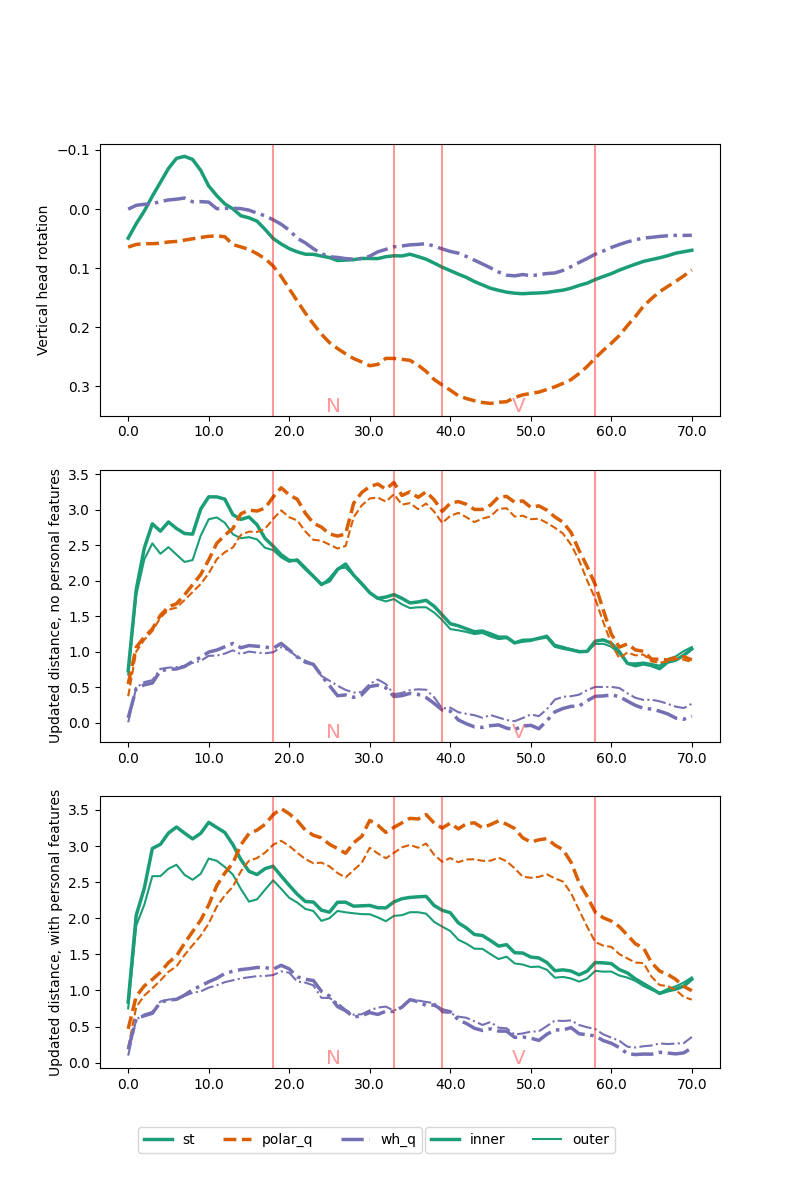 Vertical head rotation
−0.1
0.0
0.1
0.2
0.3
N
V
0.0 10.0 20.0 30.0 40.0 50.0 60.0 70.0
Updated distance, no personal features
3.5
3.0
2.5
2.0
1.5
1.0
0.5
0.0
N
V
0.0 10.0 20.0 30.0 40.0 50.0 60.0 70.0
Updated distance, with personal features
3.5
3.0
2.5
2.0
1.5
1.0
0.5
0.0
N
V
0.0 10.0 20.0 30.0 40.0 50.0 60.0 70.0
st polar_q wh_q inner outer